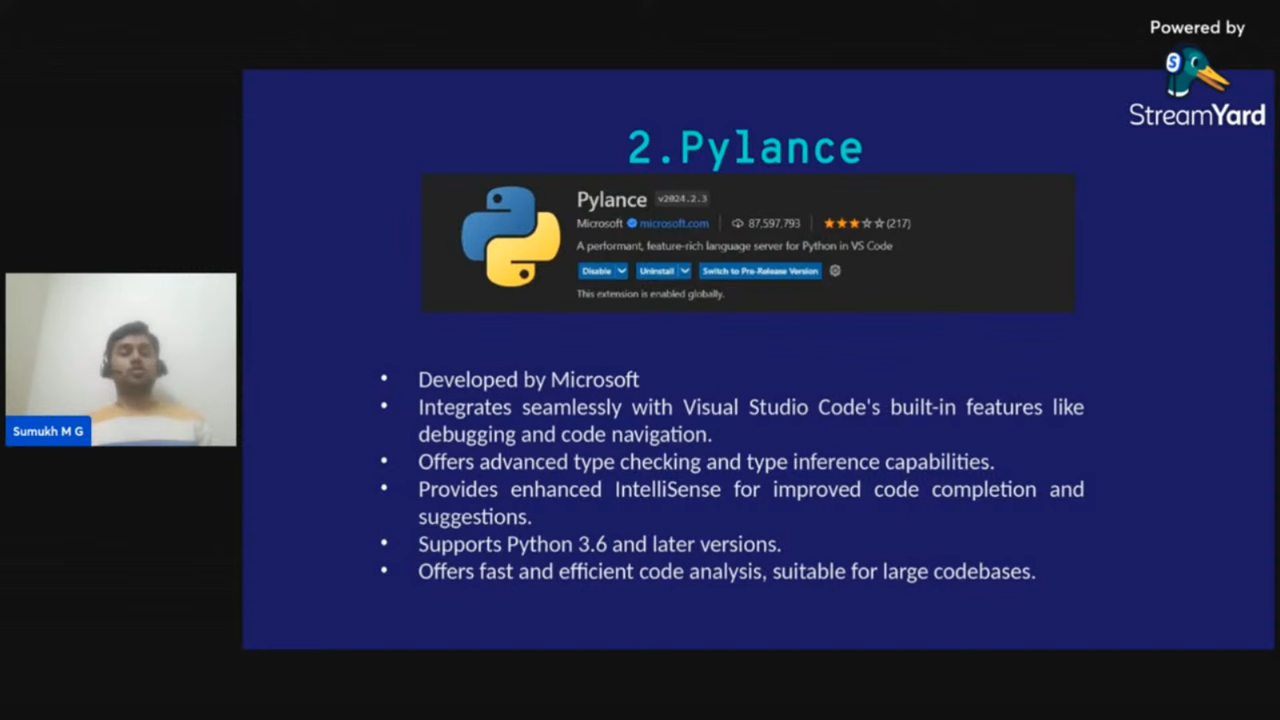 Powered by
StreamYard
2.Pylance
Pylance v2024.2.3
Microsoft microsoft.com 87,597,793 (217)
A performant, feature-rich language server for Python in VS Code
Disable Uninstall Switch to Pre-Release Version
This extension is enabled globally.
• Developed by Microsoft
• Integrates seamlessly with Visual Studio Code's built-in features like
debugging and code navigation.
• Offers advanced type checking and type inference capabilities.
• Provides enhanced IntelliSense for improved code completion and
suggestions.
• Supports Python 3.6 and later versions.
• Offers fast and efficient code analysis, suitable for large codebases.
Sumukh M G